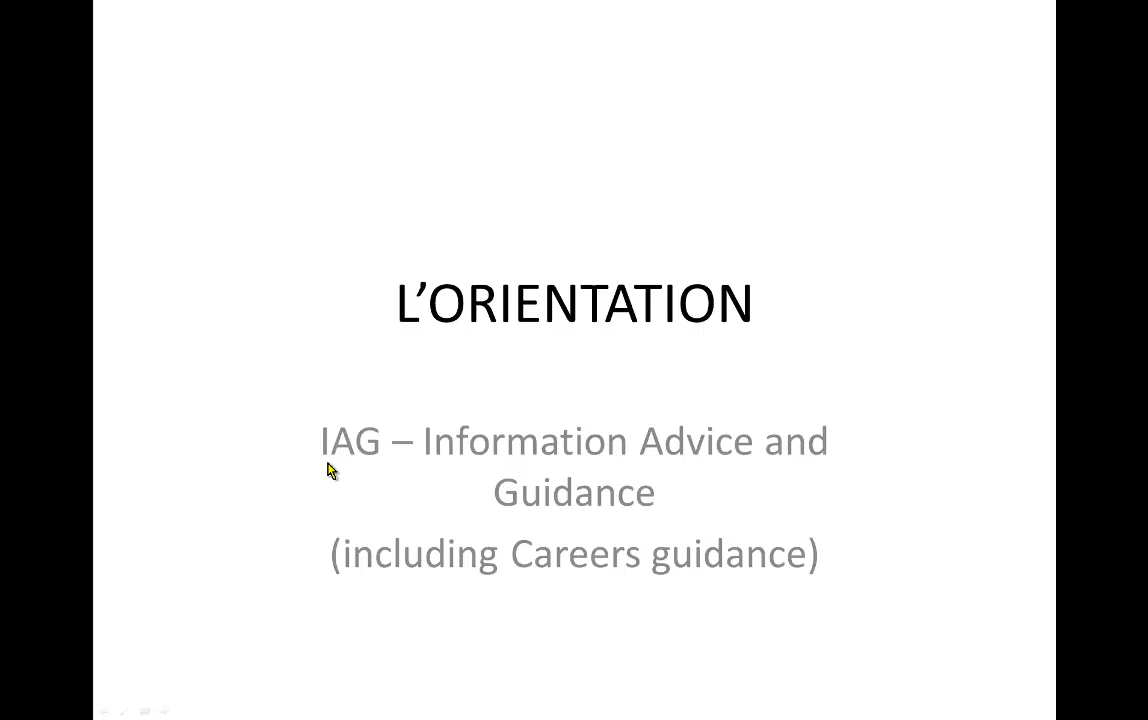 L’ORIENTATION
IAG – Information Advice and
Guidance
(including Careers guidance)